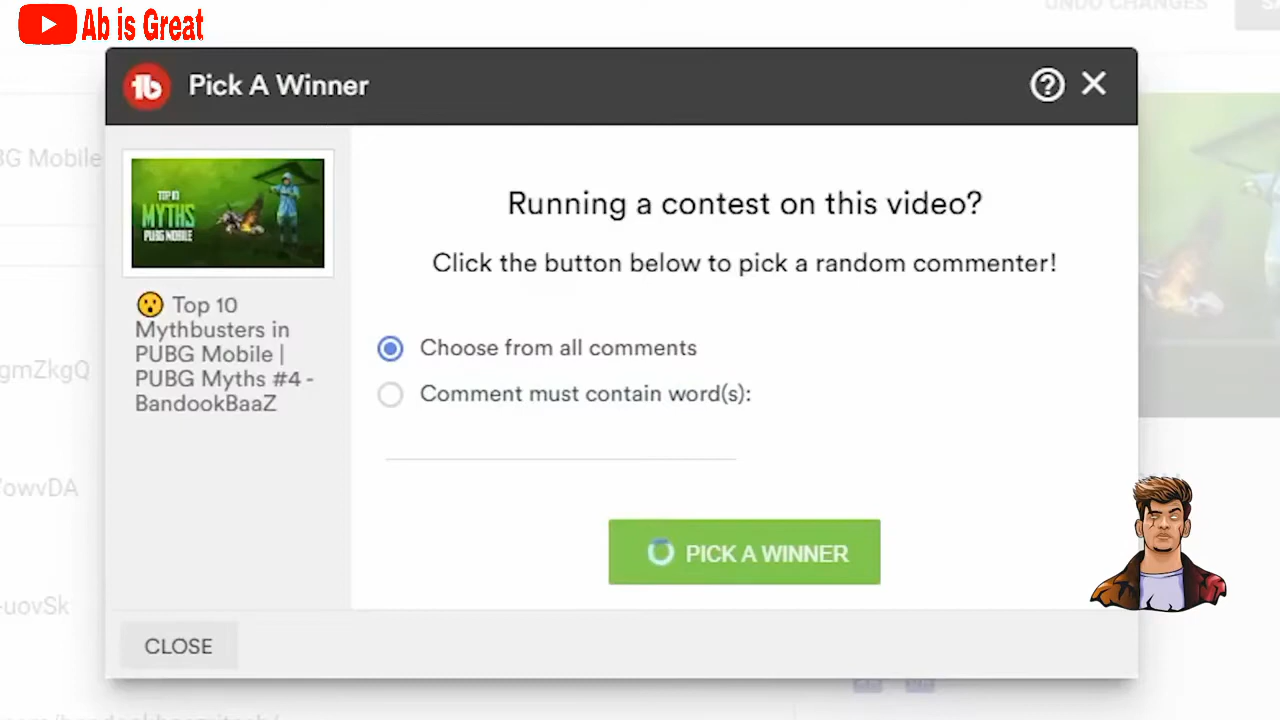 Ab is Great
UNDO CHANGES
Pick A Winner
TOP 10
MYTHS
PUBG MOBILE
Running a contest on this video?
Click the button below to pick a random commenter!
😮 Top 10
Mythbusters in
PUBG Mobile |
PUBG Myths #4 -
BandookBaaZ
Choose from all comments
Comment must contain word(s):
PICK A WINNER
CLOSE
G Mobile
gmZkgQ
owvDA
-uovSk